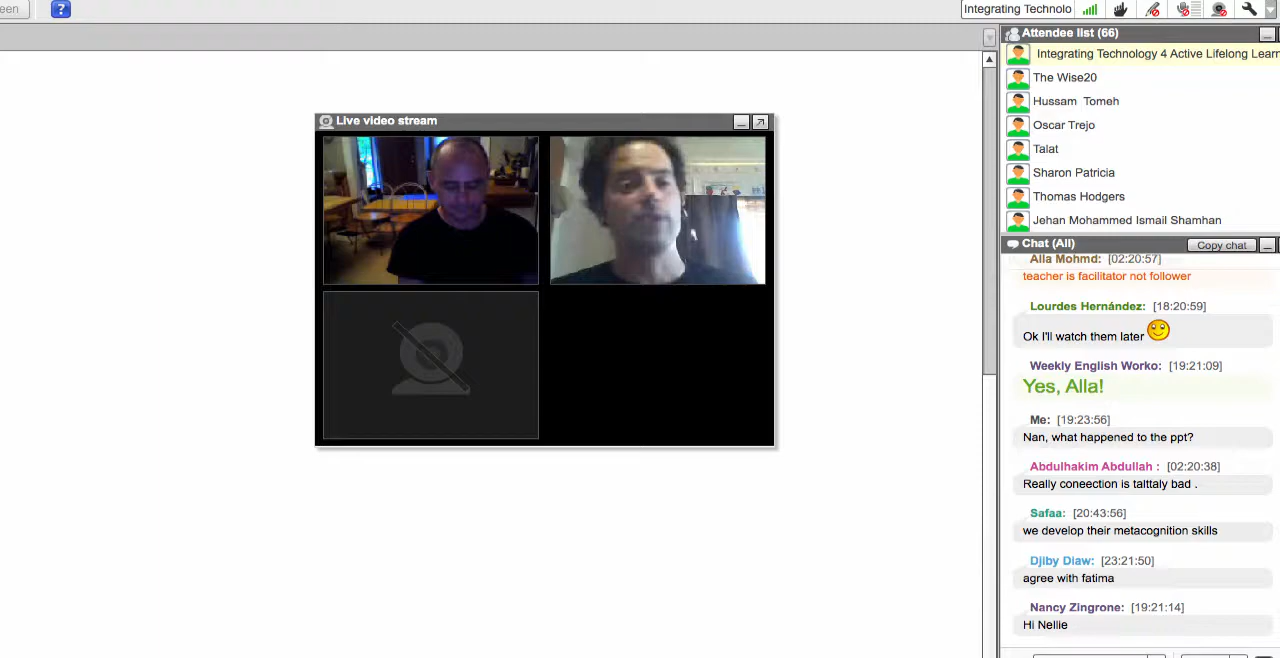 een
?
Integrating Technolo
Attendee list (66)
Integrating Technology 4 Active Lifelong Learn
The Wise20
Hussam Tomeh
Oscar Trejo
Talat
Sharon Patricia
Thomas Hodgers
Jehan Mohammed Ismail Shamhan
Live video stream
Chat (All)
Copy chat
Alla Mohmd: [02:20:57]
teacher is facilitator not follower
Lourdes Hernández: [18:20:59]
Ok I'll watch them later
Weekly English Worko: [19:21:09]
Yes, Alla!
Me: [19:23:56]
Nan, what happened to the ppt?
Abdulhakim Abdullah : [02:20:38]
Really coneection is talttaly bad .
Safaa: [20:43:56]
we develop their metacognition skills
Djiby Diaw: [23:21:50]
agree with fatima
Nancy Zingrone: [19:21:14]
Hi Nellie